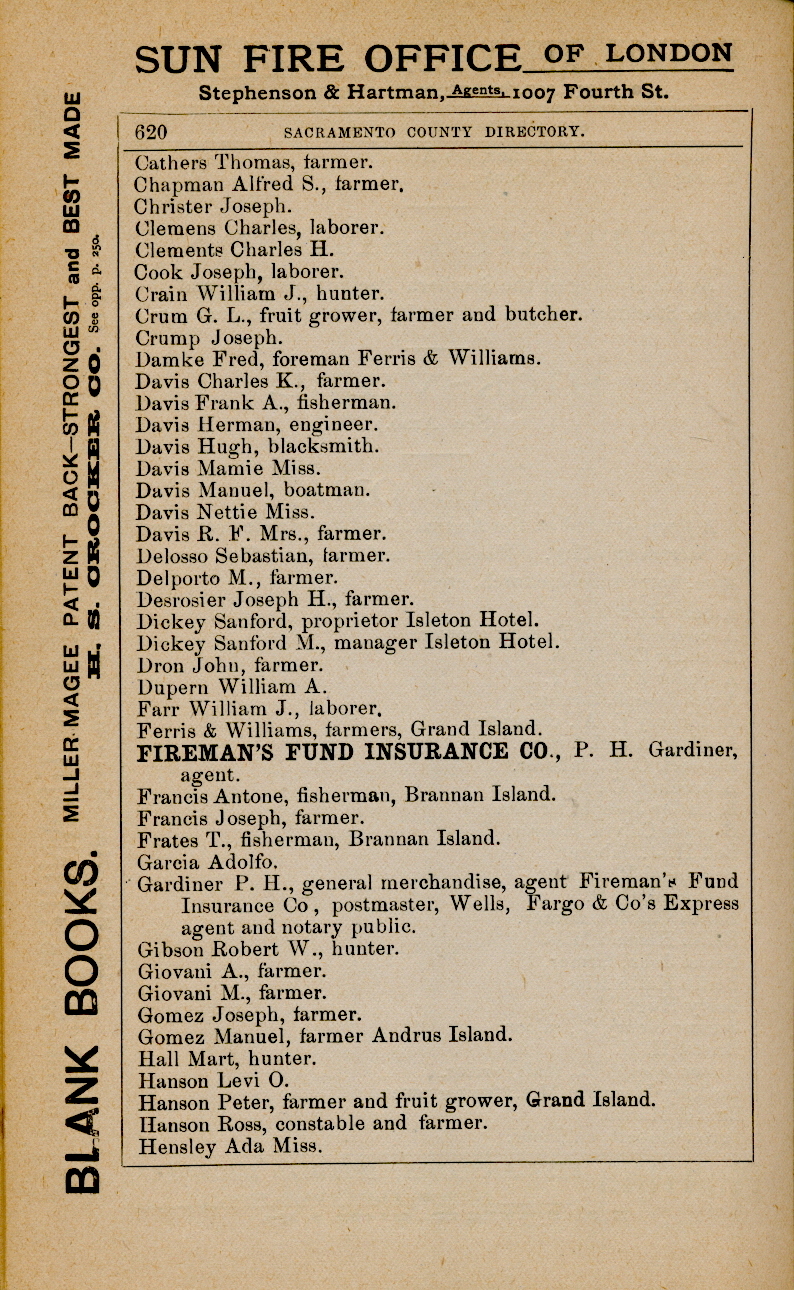 SUN FIRE OFFICE OF LONDON
Stephenson & Hartman, Agents, 1007 Fourth St.
620 SACRAMENTO COUNTY DIRECTORY.
Cathers Thomas, farmer.
Chapman Alfred S., farmer.
Christer Joseph.
Clemens Charles, laborer.
Clements Charles H.
Cook Joseph, laborer.
Crain William J., hunter.
Crum G. L., fruit grower, farmer and butcher.
Crump Joseph.
Damke Fred, foreman Ferris & Williams.
Davis Charles K., farmer.
Davis Frank A., fisherman.
Davis Herman, engineer.
Davis Hugh, blacksmith.
Davis Mamie Miss.
Davis Manuel, boatman.
Davis Nettie Miss.
Davis R. F. Mrs., farmer.
Delosso Sebastian, farmer.
Delporto M., farmer.
Desrosier Joseph H., farmer.
Dickey Sanford, proprietor Isleton Hotel.
Dickey Sanford M., manager Isleton Hotel.
Dron John, farmer.
Dupern William A.
Farr William J., laborer.
Ferris & Williams, farmers, Grand Island.
FIREMAN'S FUND INSURANCE CO., P. H. Gardiner,
agent.
Francis Antone, fisherman, Brannan Island.
Francis Joseph, farmer.
Frates T., fisherman, Brannan Island.
Garcia Adolfo.
Gardiner P. H., general merchandise, agent Fireman's Fund
Insurance Co, postmaster, Wells, Fargo & Co's Express
agent and notary public.
Gibson Robert W., hunter.
Giovani A., farmer.
Giovani M., farmer.
Gomez Joseph, farmer.
Gomez Manuel, farmer Andrus Island.
Hall Mart, hunter.
Hanson Levi O.
Hanson Peter, farmer and fruit grower, Grand Island.
Hanson Ross, constable and farmer.
Hensley Ada Miss.
BLANK BOOKS. MILLER-MAGEE PATENT BACK—STRONGEST and BEST MADE
H. S. CROCKER CO. See opp. p. 250.